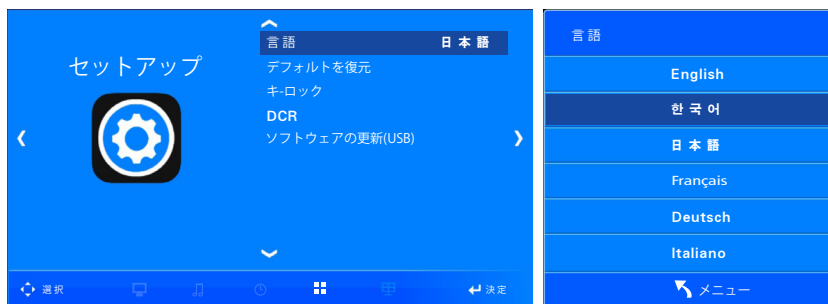 セットアップ
言語 日本語
デフォルトを復元
キ-ロック
DCR
ソフトウェアの更新(USB)
選択
決定
言語
English
한국어
日本語
Français
Deutsch
Italiano
メニュー